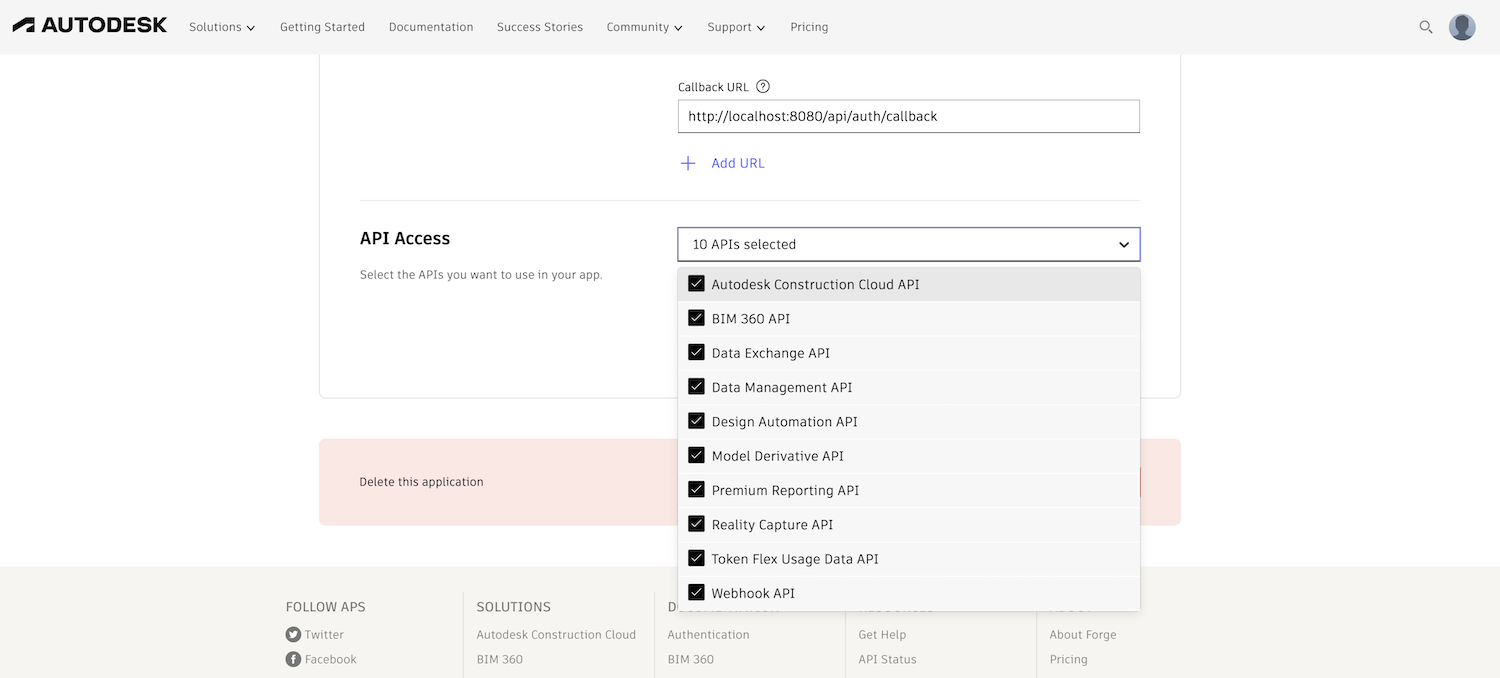 AUTODESK Solutions Getting Started Documentation Success Stories Community Support Pricing
Callback URL ?
http://localhost:8080/api/auth/callback
+ Add URL
API Access
Select the APIs you want to use in your app.
10 APIs selected
Autodesk Construction Cloud API
BIM 360 API
Data Exchange API
Data Management API
Design Automation API
Model Derivative API
Premium Reporting API
Reality Capture API
Token Flex Usage Data API
Webhook API
Delete this application
FOLLOW APS
Twitter
Facebook
SOLUTIONS
Autodesk Construction Cloud
BIM 360
Authentication
BIM 360
Get Help
API Status
About Forge
Pricing